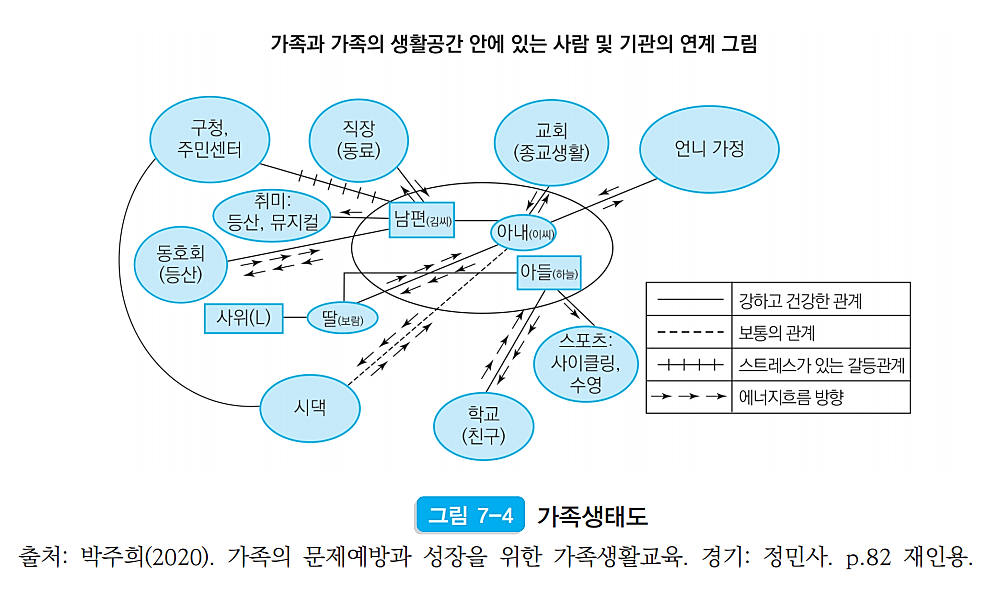 가족과 가족의 생활공간 안에 있는 사람 및 기관의 연계 그림
구청,
주민센터
직장
(동료)
교회
(종교생활)
언니 가정
취미:
등산, 뮤지컬
남편(김씨)
아내(이씨)
동호회
(등산)
아들(하늘)
사위(L)
딸(보람)
스포츠:
사이클링,
수영
시댁
학교
(친구)
강하고 건강한 관계
보통의 관계
스트레스가 있는 갈등관계
에너지흐름 방향
그림 7-4 가족생태도
출처: 박주희(2020). 가족의 문제예방과 성장을 위한 가족생활교육. 경기: 정민사. p.82 재인용.